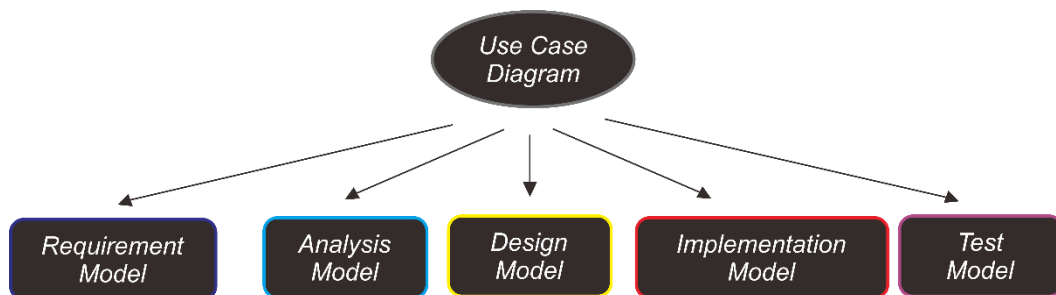 Use Case
Diagram
Requirement
Model
Analysis
Model
Design
Model
Implementation
Model
Test
Model